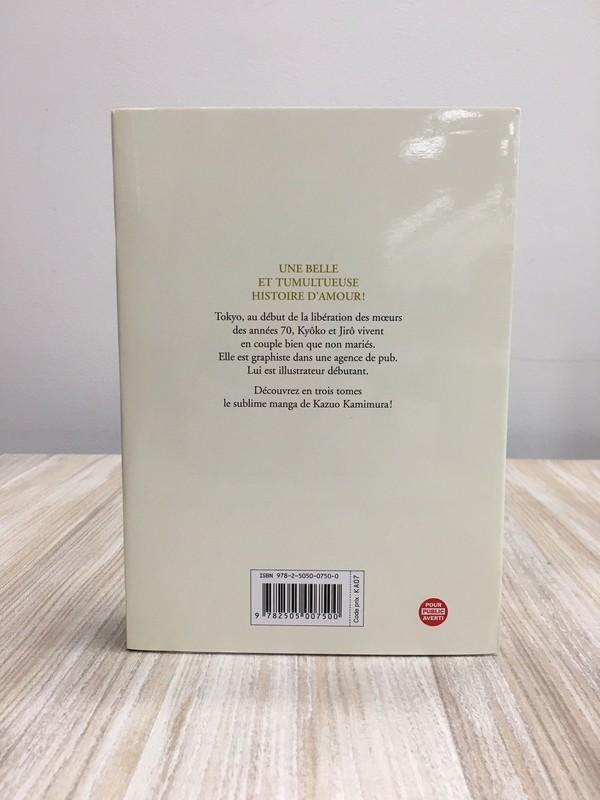 UNE BELLE
ET TUMULTUEUSE
HISTOIRE D'AMOUR!
Tokyo, au début de la libération des mœurs
des années 70, Kyôko et Jirô vivent
en couple bien que non mariés.
Elle est graphiste dans une agence de pub.
Lui est illustrateur débutant.
Découvrez en trois tomes
le sublime manga de Kazuo Kamimura!
ISBN 978-2-5050-0750-0
9 782505 007500
Code prix: KA07
POUR
PUBLIC
AVERTI